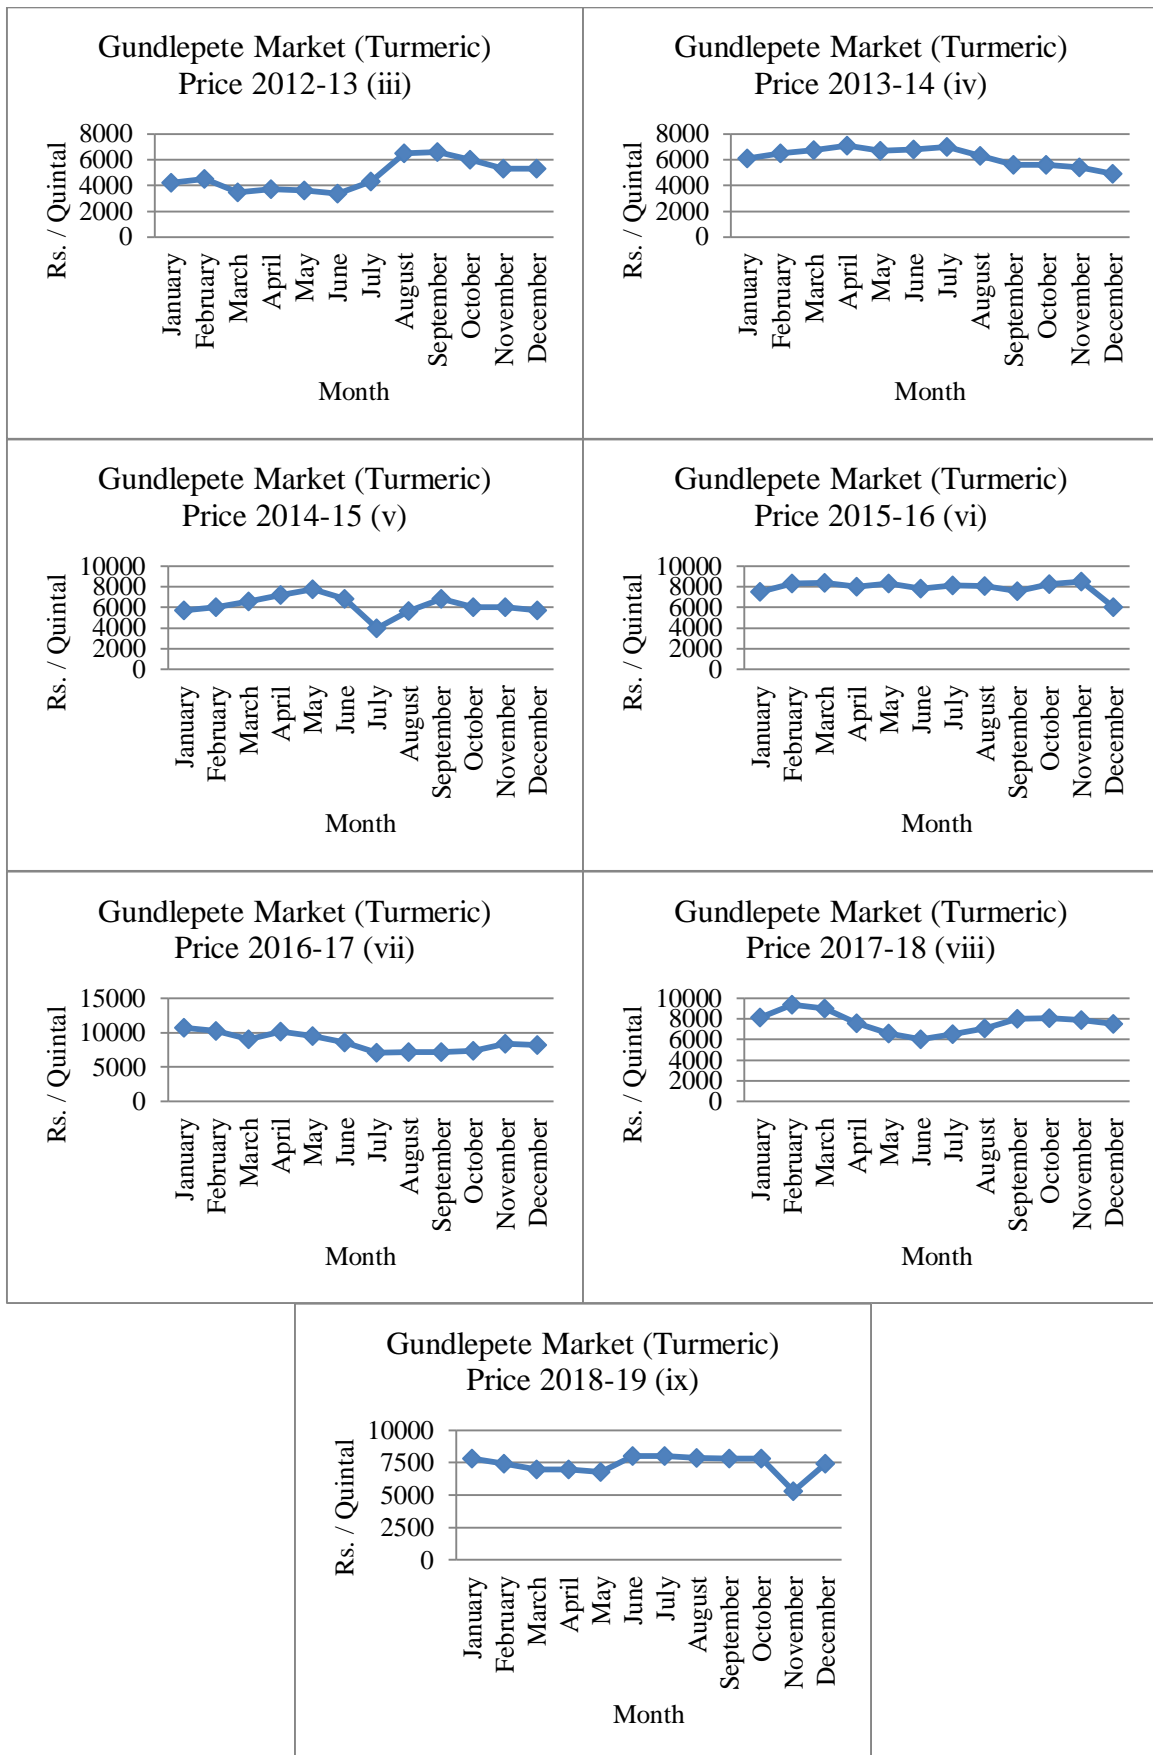 Gundlepete Market (Turmeric)
Price 2012-13 (iii)
Rs. / Quintal
8000
6000
4000
2000
0
January
February
March
April
May
June
July
August
September
October
November
December
Month
Gundlepete Market (Turmeric)
Price 2013-14 (iv)
Rs. / Quintal
8000
6000
4000
2000
0
January
February
March
April
May
June
July
August
September
October
November
December
Month
Gundlepete Market (Turmeric)
Price 2014-15 (v)
Rs. / Quintal
10000
8000
6000
4000
2000
0
January
February
March
April
May
June
July
August
September
October
November
December
Month
Gundlepete Market (Turmeric)
Price 2015-16 (vi)
Rs. / Quintal
10000
8000
6000
4000
2000
0
January
February
March
April
May
June
July
August
September
October
November
December
Month
Gundlepete Market (Turmeric)
Price 2016-17 (vii)
Rs. / Quintal
15000
10000
5000
0
January
February
March
April
May
June
July
August
September
October
November
December
Month
Gundlepete Market (Turmeric)
Price 2017-18 (viii)
Rs. / Quintal
10000
8000
6000
4000
2000
0
January
February
March
April
May
June
July
August
September
October
November
December
Month
Gundlepete Market (Turmeric)
Price 2018-19 (ix)
Rs. / Quintal
10000
7500
5000
2500
0
January
February
March
April
May
June
July
August
September
October
November
December
Month